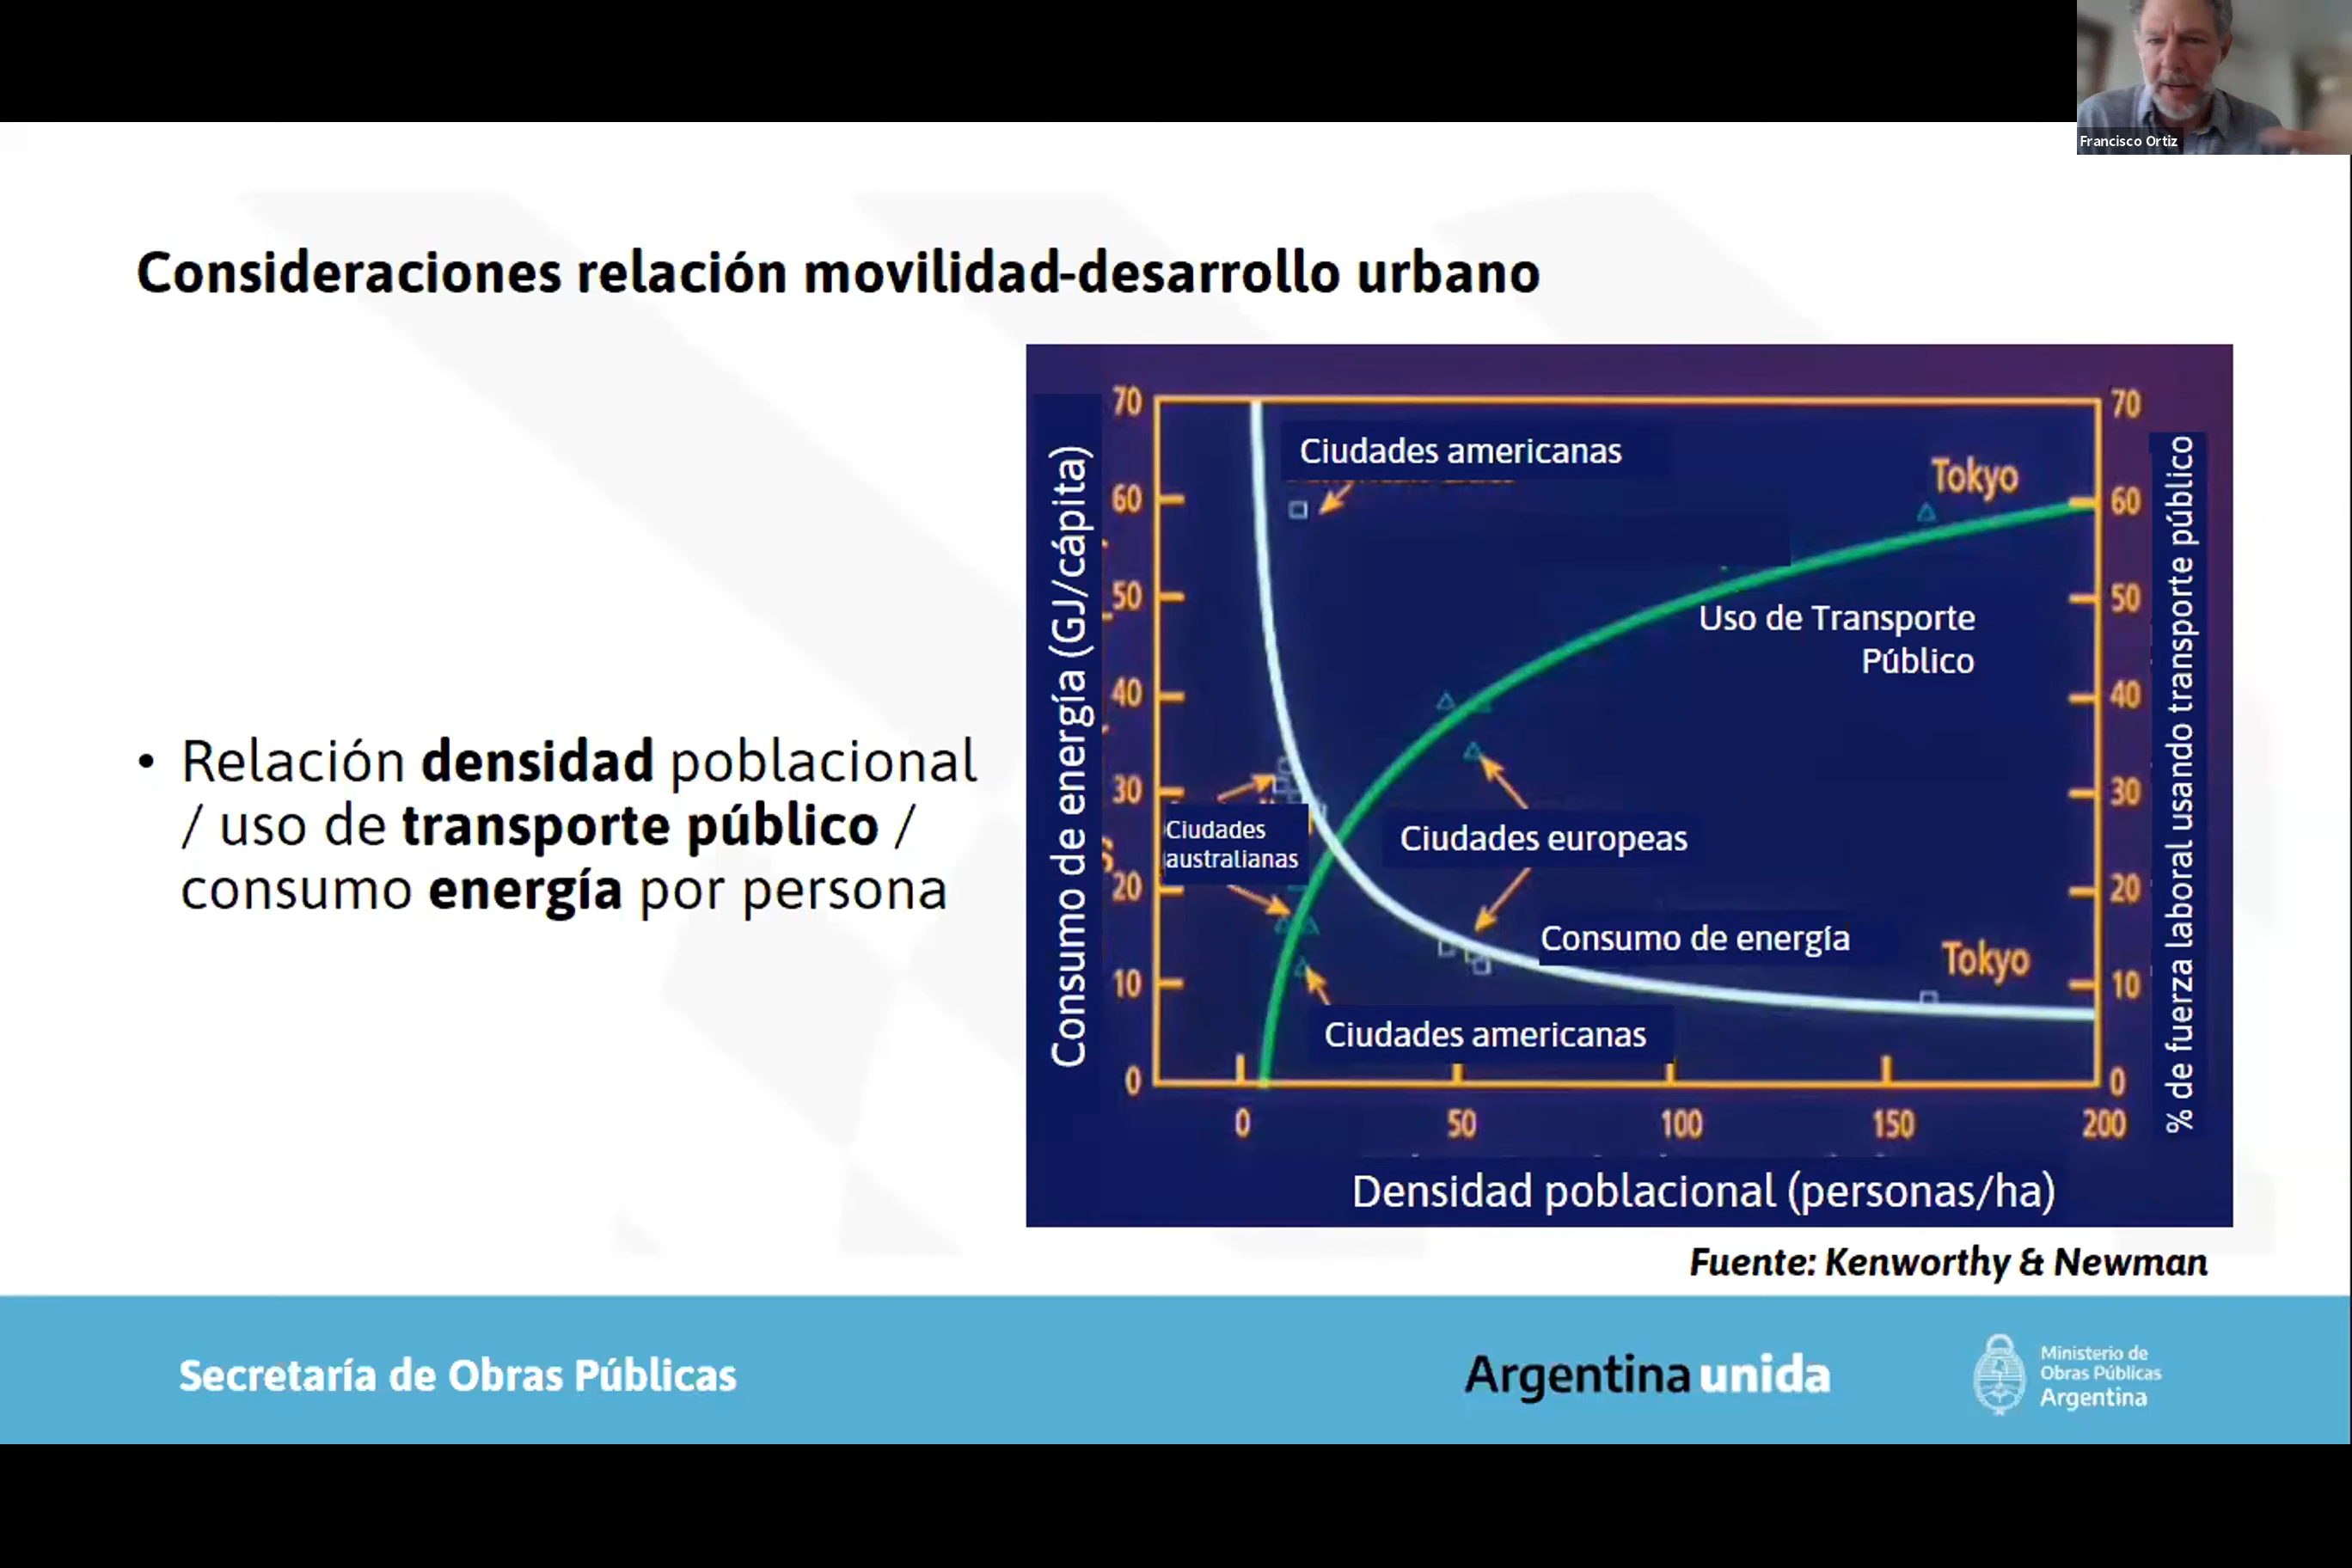 Francisco Ortiz
Consideraciones relación movilidad-desarrollo urbano
• Relación densidad poblacional
/ uso de transporte público /
consumo energía por persona
Consumo de energía (GJ/cápita)
70
60
50
40
30
20
10
0
Ciudades americanas
Tokyo
Uso de Transporte
Público
Ciudades
australianas
Ciudades europeas
Consumo de energía
Tokyo
Ciudades americanas
70
60
50
40
30
20
10
0
% de fuerza laboral usando transporte público
0 50 100 150 200
Densidad poblacional (personas/ha)
Fuente: Kenworthy & Newman
Secretaría de Obras Públicas
Argentina unida
Ministerio de
Obras Públicas
Argentina